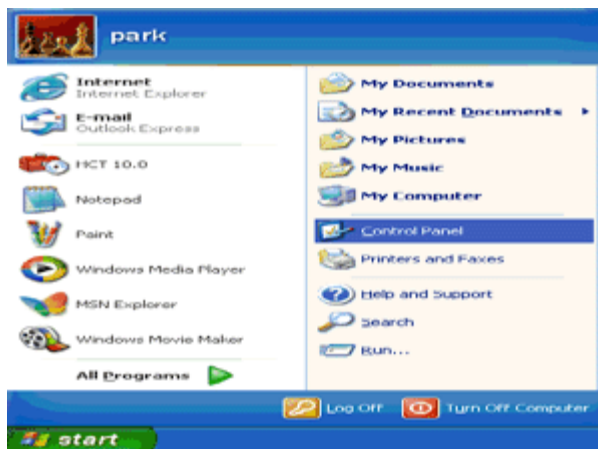 park
Internet
Internet Explorer
E-mail
Outlook Express
HCT 10.0
Notepad
Paint
Windows Media Player
MSN Explorer
Windows Movie Maker
All Programs
My Documents
My Recent Documents
My Pictures
My Music
My Computer
Control Panel
Printers and Faxes
Help and Support
Search
Run...
Log Off
Turn Off Computer
start